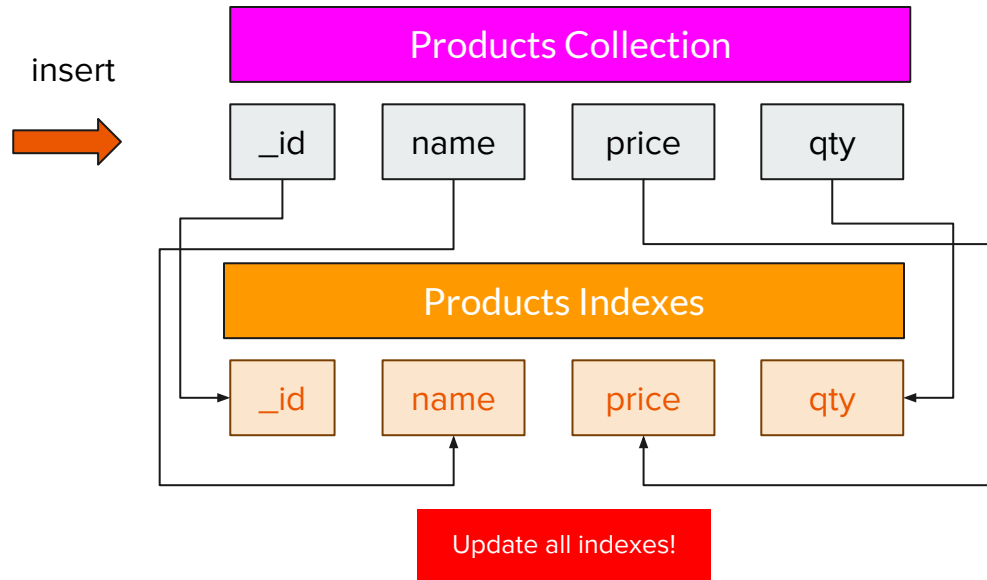 Products Collection
insert
_id name price qty
Products Indexes
_id name price qty
Update all indexes!